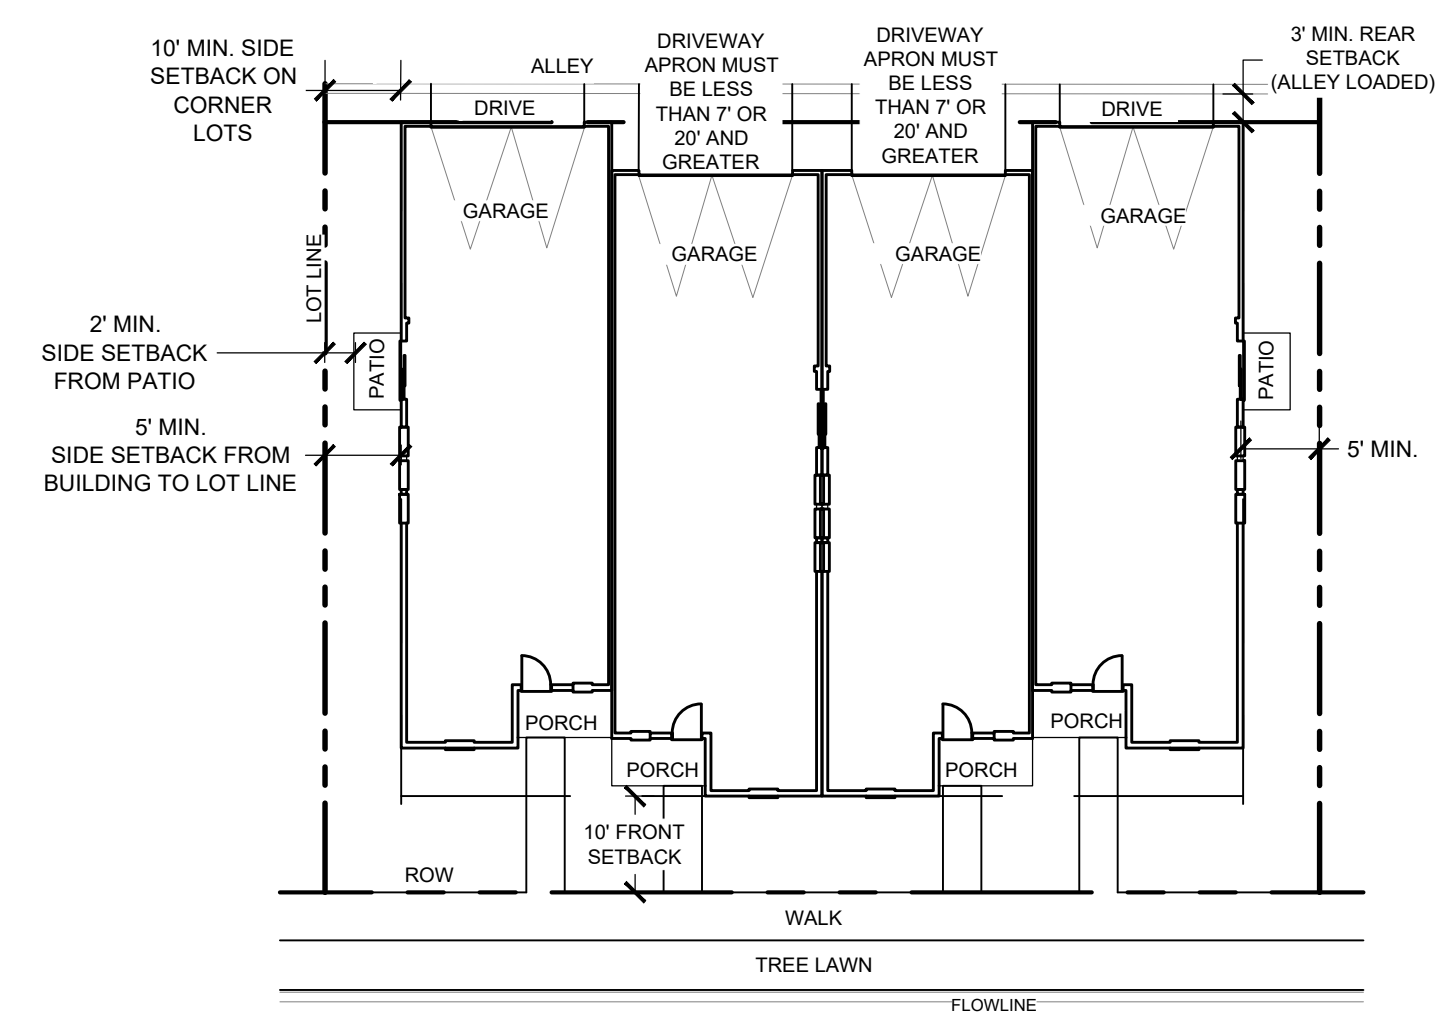 10' MIN. SIDE
SETBACK ON
CORNER
LOTS
ALLEY
DRIVE
DRIVEWAY
APRON MUST
BE LESS
THAN 7' OR
20' AND
GREATER
DRIVEWAY
APRON MUST
BE LESS
THAN 7' OR
20' AND
GREATER
DRIVE
3' MIN. REAR
SETBACK
(ALLEY LOADED)
GARAGE
GARAGE
GARAGE
GARAGE
LOT LINE
2' MIN.
SIDE SETBACK
FROM PATIO
PATIO
PATIO
5' MIN.
SIDE SETBACK FROM
BUILDING TO LOT LINE
5' MIN.
PORCH
PORCH
PORCH
PORCH
10' FRONT
SETBACK
ROW
WALK
TREE LAWN
FLOWLINE